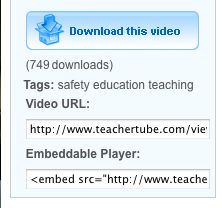 Download this video
(749 downloads)
Tags: safety education teaching
Video URL:
http://www.teachertube.com/viev
Embeddable Player:
<embed src="http://www.teache